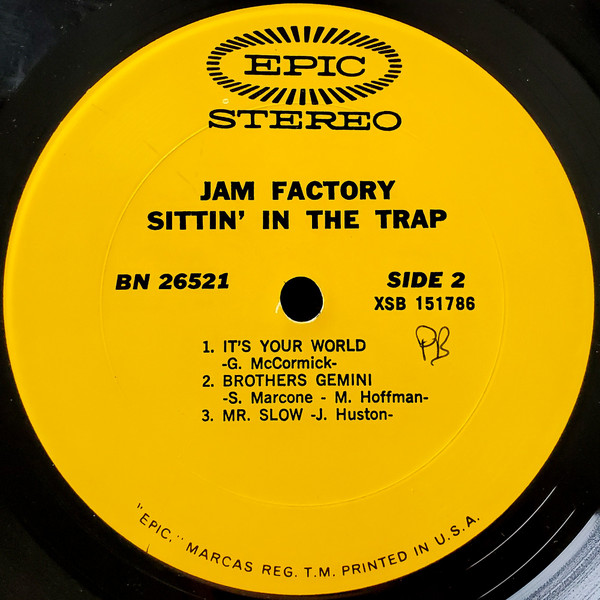 EPIC
STEREO
JAM FACTORY
SITTIN' IN THE TRAP
BN 26521
SIDE 2
XSB 151786
PB
1. IT'S YOUR WORLD
-G. McCormick-
2. BROTHERS GEMINI
-S. Marcone - M. Hoffman-
3. MR. SLOW -J. Huston-
"EPIC," MARCAS REG. T.M. PRINTED IN U.S.A.